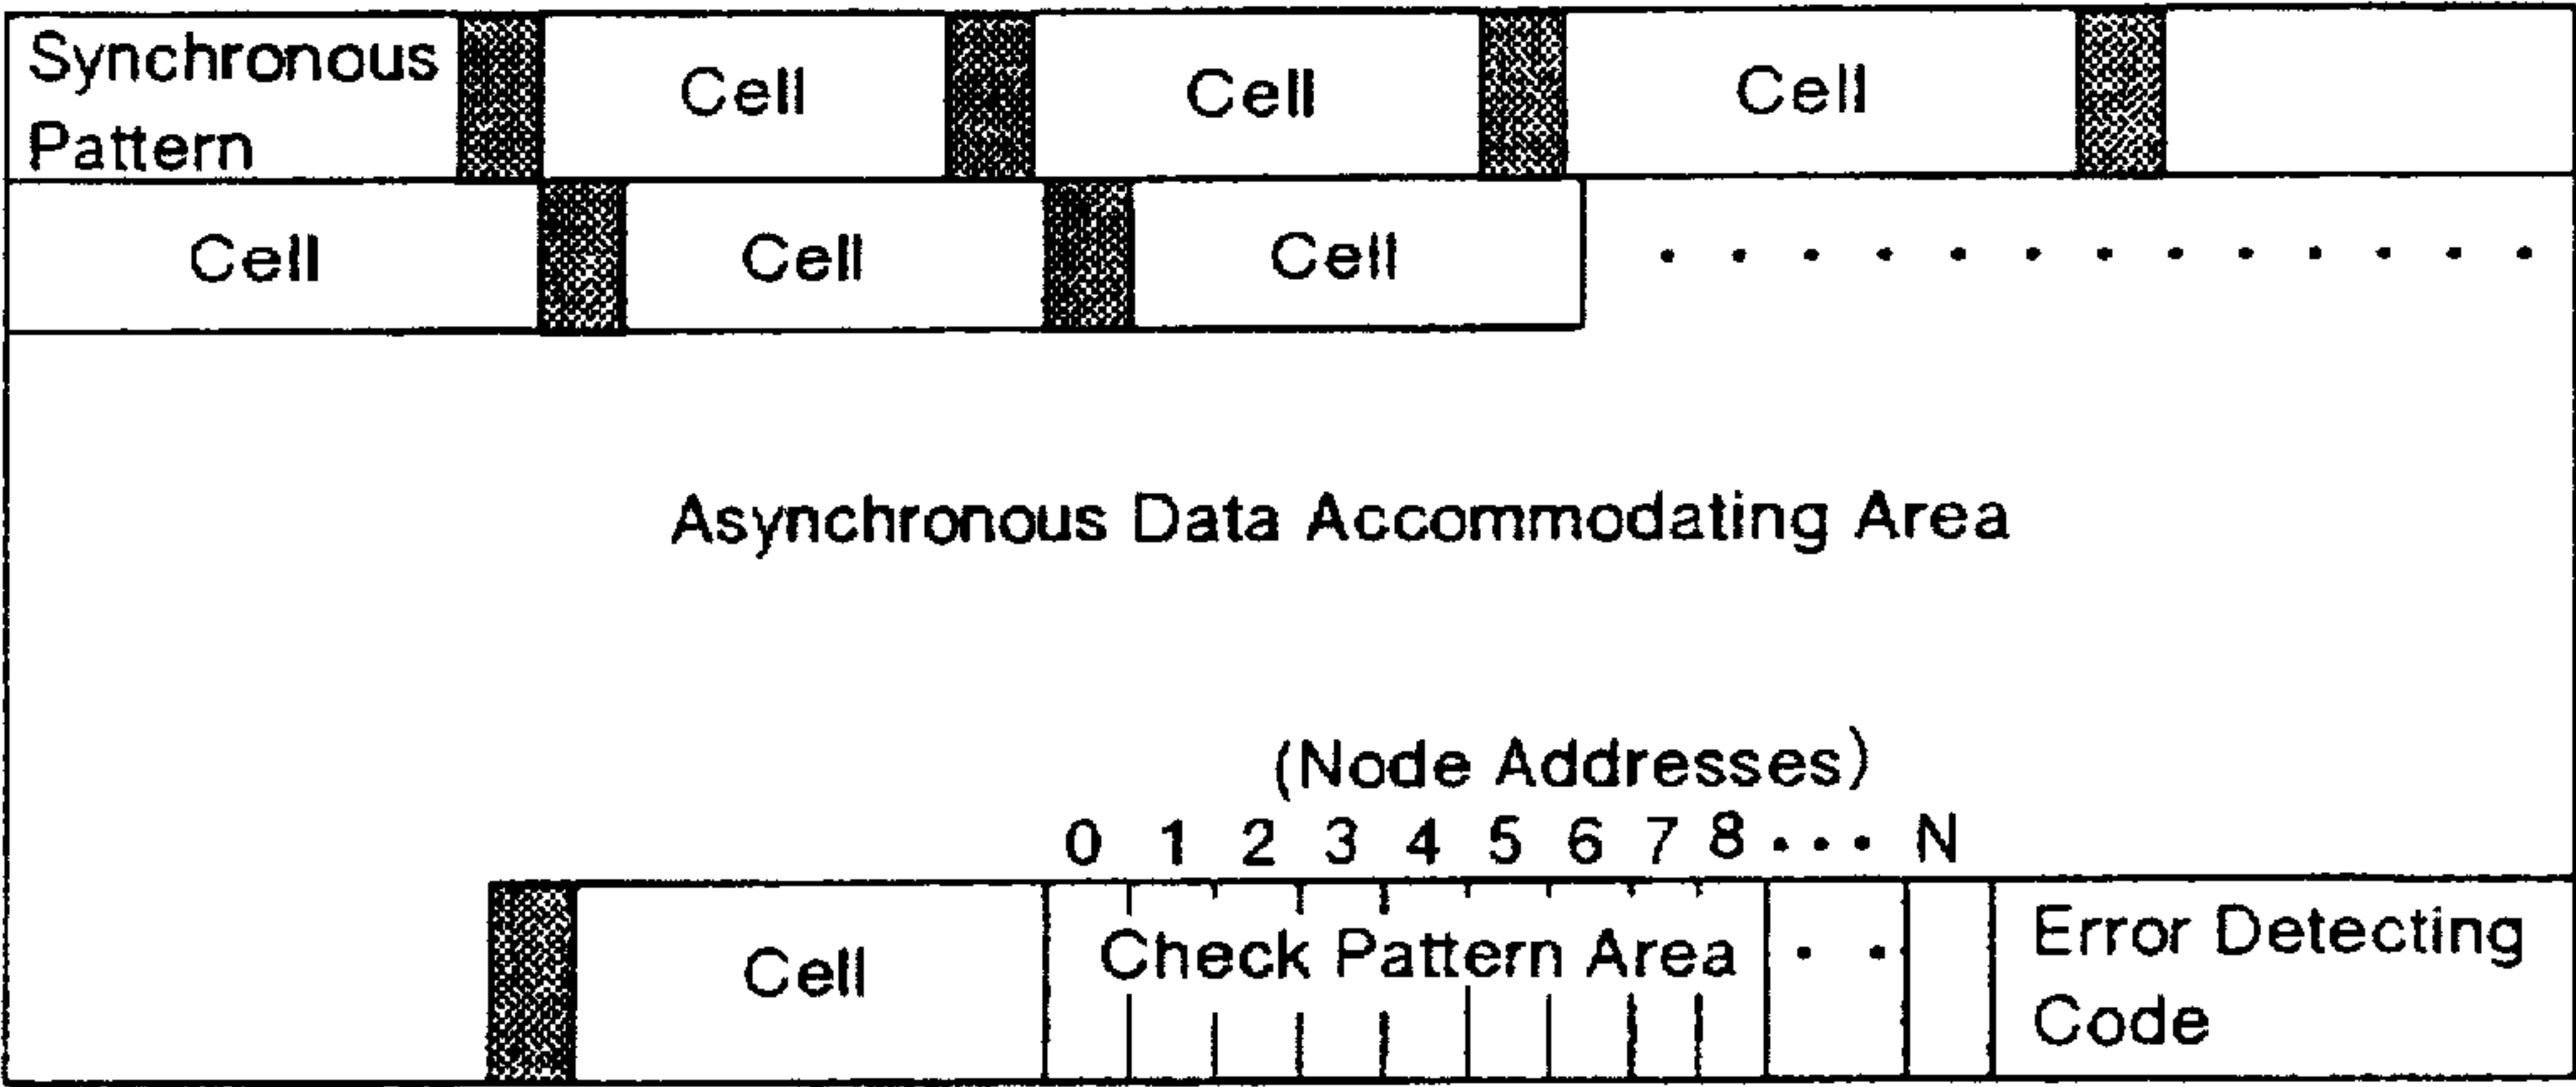 Synchronous
Pattern
Cell Cell Cell
Cell Cell Cell . . . . . . . . . . . . .
Asynchronous Data Accommodating Area
(Node Addresses)
0 1 2 3 4 5 6 7 8 . . . N
Cell Check Pattern Area . . Error Detecting
Code